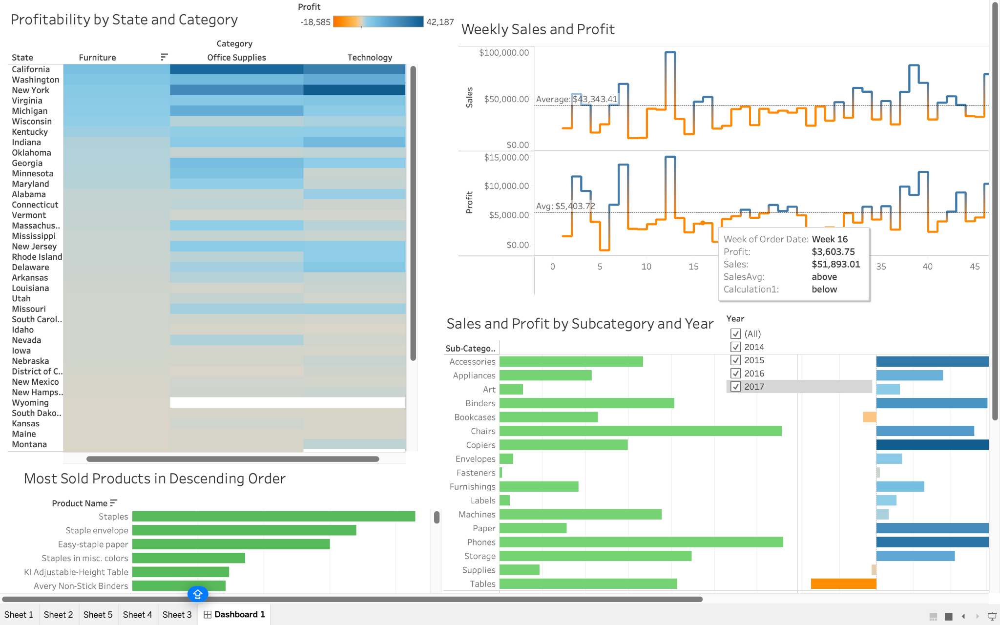 Profitability by State and Category
Profit
-18,585
42,187
Category
State
Furniture
Office Supplies
Technology
California
Washington
New York
Virginia
Michigan
Wisconsin
Kentucky
Indiana
Oklahoma
Georgia
Minnesota
Maryland
Alabama
Connecticut
Vermont
Massachus..
Mississippi
New Jersey
Rhode Island
Delaware
Arkansas
Louisiana
Utah
Missouri
South Carol..
Idaho
Nevada
Iowa
Nebraska
District of C..
New Mexico
New Hamps..
Wyoming
South Dako..
Kansas
Maine
Montana
Weekly Sales and Profit
Sales
$100,000.00
$50,000.00
$0.00
Average: $43,343.41
Profit
$15,000.00
$10,000.00
$5,000.00
$0.00
Avg: $5,403.72
0
5
10
15
35
40
45
Week of Order Date: Week 16
Profit: $3,603.75
Sales: $51,893.01
SalesAvg: above
Calculation1: below
Sales and Profit by Subcategory and Year
Year
(All)
2014
2015
2016
2017
Sub-Catego..
Accessories
Appliances
Art
Binders
Bookcases
Chairs
Copiers
Envelopes
Fasteners
Furnishings
Labels
Machines
Paper
Phones
Storage
Supplies
Tables
Most Sold Products in Descending Order
Product Name
Staples
Staple envelope
Easy-staple paper
Staples in misc. colors
KI Adjustable-Height Table
Avery Non-Stick Binders
Sheet 1
Sheet 2
Sheet 5
Sheet 4
Sheet 3
Dashboard 1